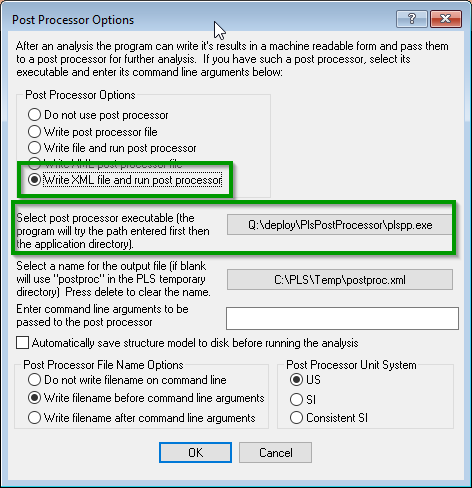 Post Processor Options
?
After an analysis the program can write it's results in a machine readable form and pass them
to a post processor for further analysis. If you have such a post processor, select its
executable and enter its command line arguments below:
Post Processor Options
Do not use post processor
Write post processor file
Write file and run post processor
Write XML post processor file
Write XML file and run post processor
Select post processor executable (the
program will try the path entered first then
the application directory).
Q:\deploy\PlsPostProcessor\plspp.exe
Select a name for the output file (if blank
will use "postproc" in the PLS temporary
directory) Press delete to clear the name.
C:\PLS\Temp\postproc.xml
Enter command line arguments to be
passed to the post processor
Automatically save structure model to disk before running the analysis
Post Processor File Name Options
Do not write filename on command line
Write filename before command line arguments
Write filename after command line arguments
Post Processor Unit System
US
SI
Consistent SI
OK
Cancel